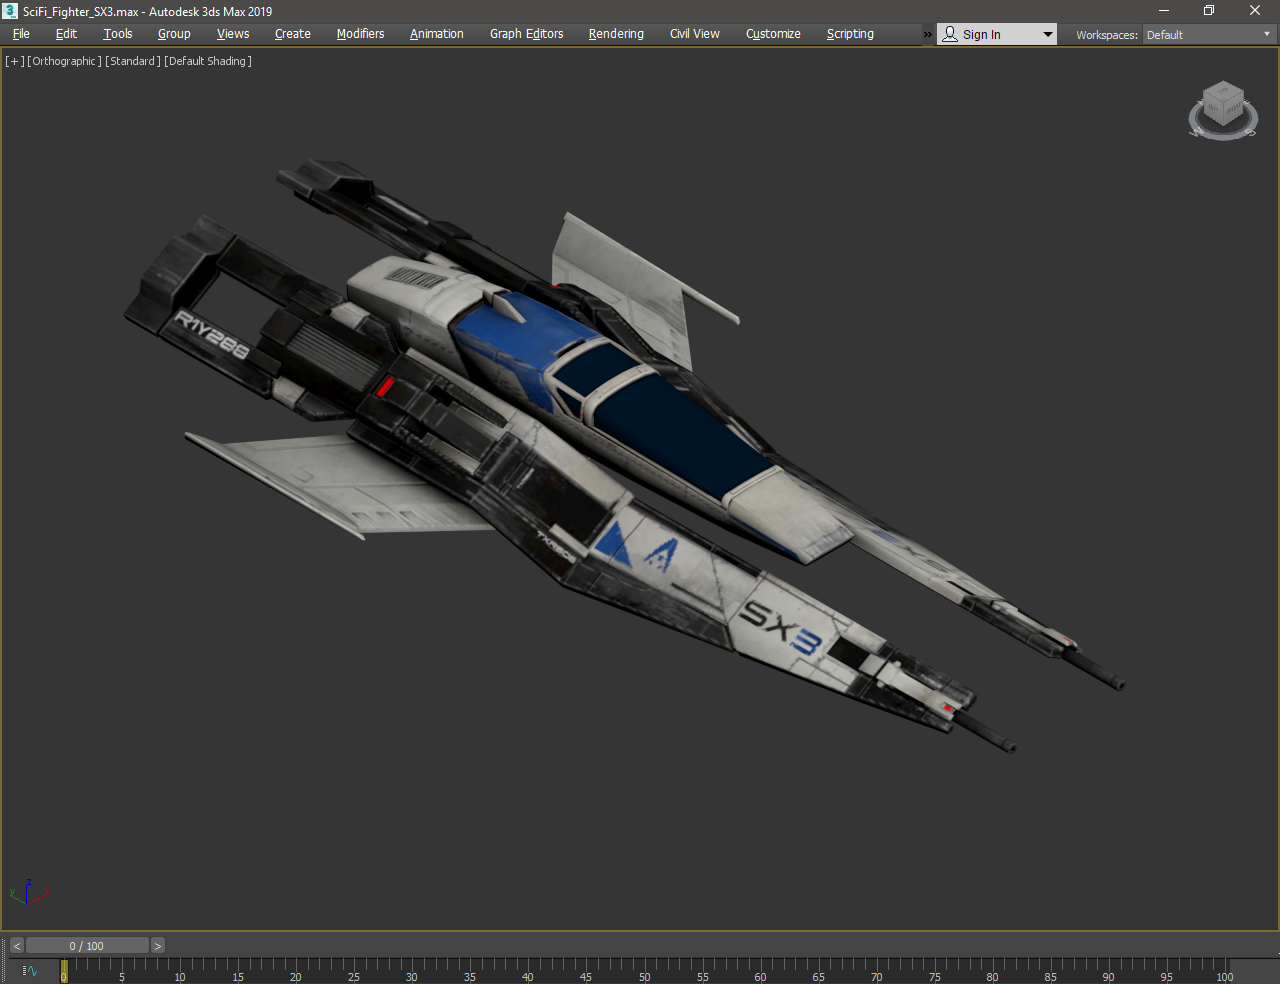 SciFi_Fighter_SX3.max - Autodesk 3ds Max 2019
File Edit Tools Group Views Create Modifiers Animation Graph Editors Rendering Civil View Customize Scripting » Sign In Workspaces: Default
[+] [Orthographic] [Standard] [Default Shading]
W S
R1Y289
TXR206
SX3
z
y x
< 0 / 100 >
0 5 10 15 20 25 30 35 40 45 50 55 60 65 70 75 80 85 90 95 100